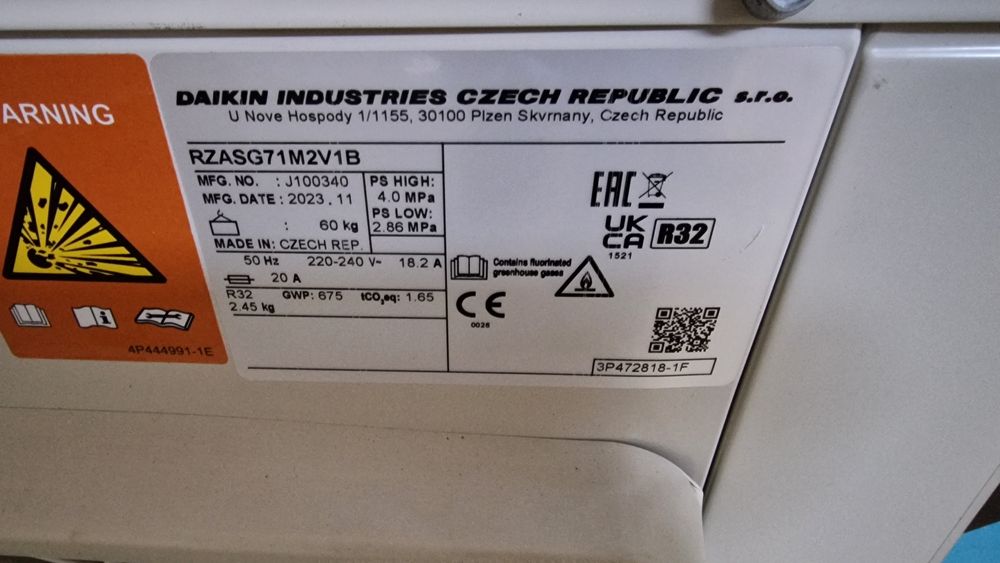 ARNING
4P444991-1E
DAIKIN INDUSTRIES CZECH REPUBLIC s.r.o.
U Nove Hospody 1/1155, 30100 Plzen Skvrnany, Czech Republic
RZASG71M2V1B
MFG. NO. : J100340
MFG. DATE : 2023.11
: 60 kg
MADE IN: CZECH REP.
PS HIGH:
4.0 MPa
PS LOW:
2.86 MPa
50 Hz 220-240 V~ 18.2 A
20 A
R32 GWP: 675 tCO₂eq: 1.65
2.45 kg
EAC
UK
CA
1521
R32
Contains fluorinated
greenhouse gases
CE
0026
3P472818-1F